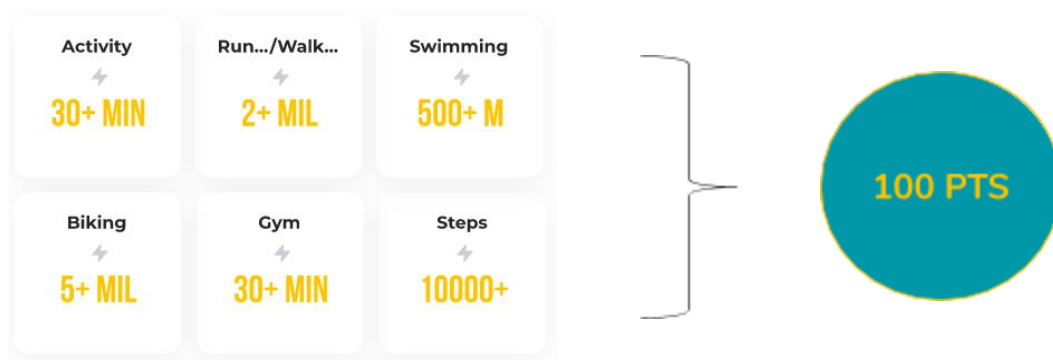 Activity
30+ MIN
Run.../Walk...
2+ MIL
Swimming
500+ M
Biking
5+ MIL
Gym
30+ MIN
Steps
10000+
100 PTS